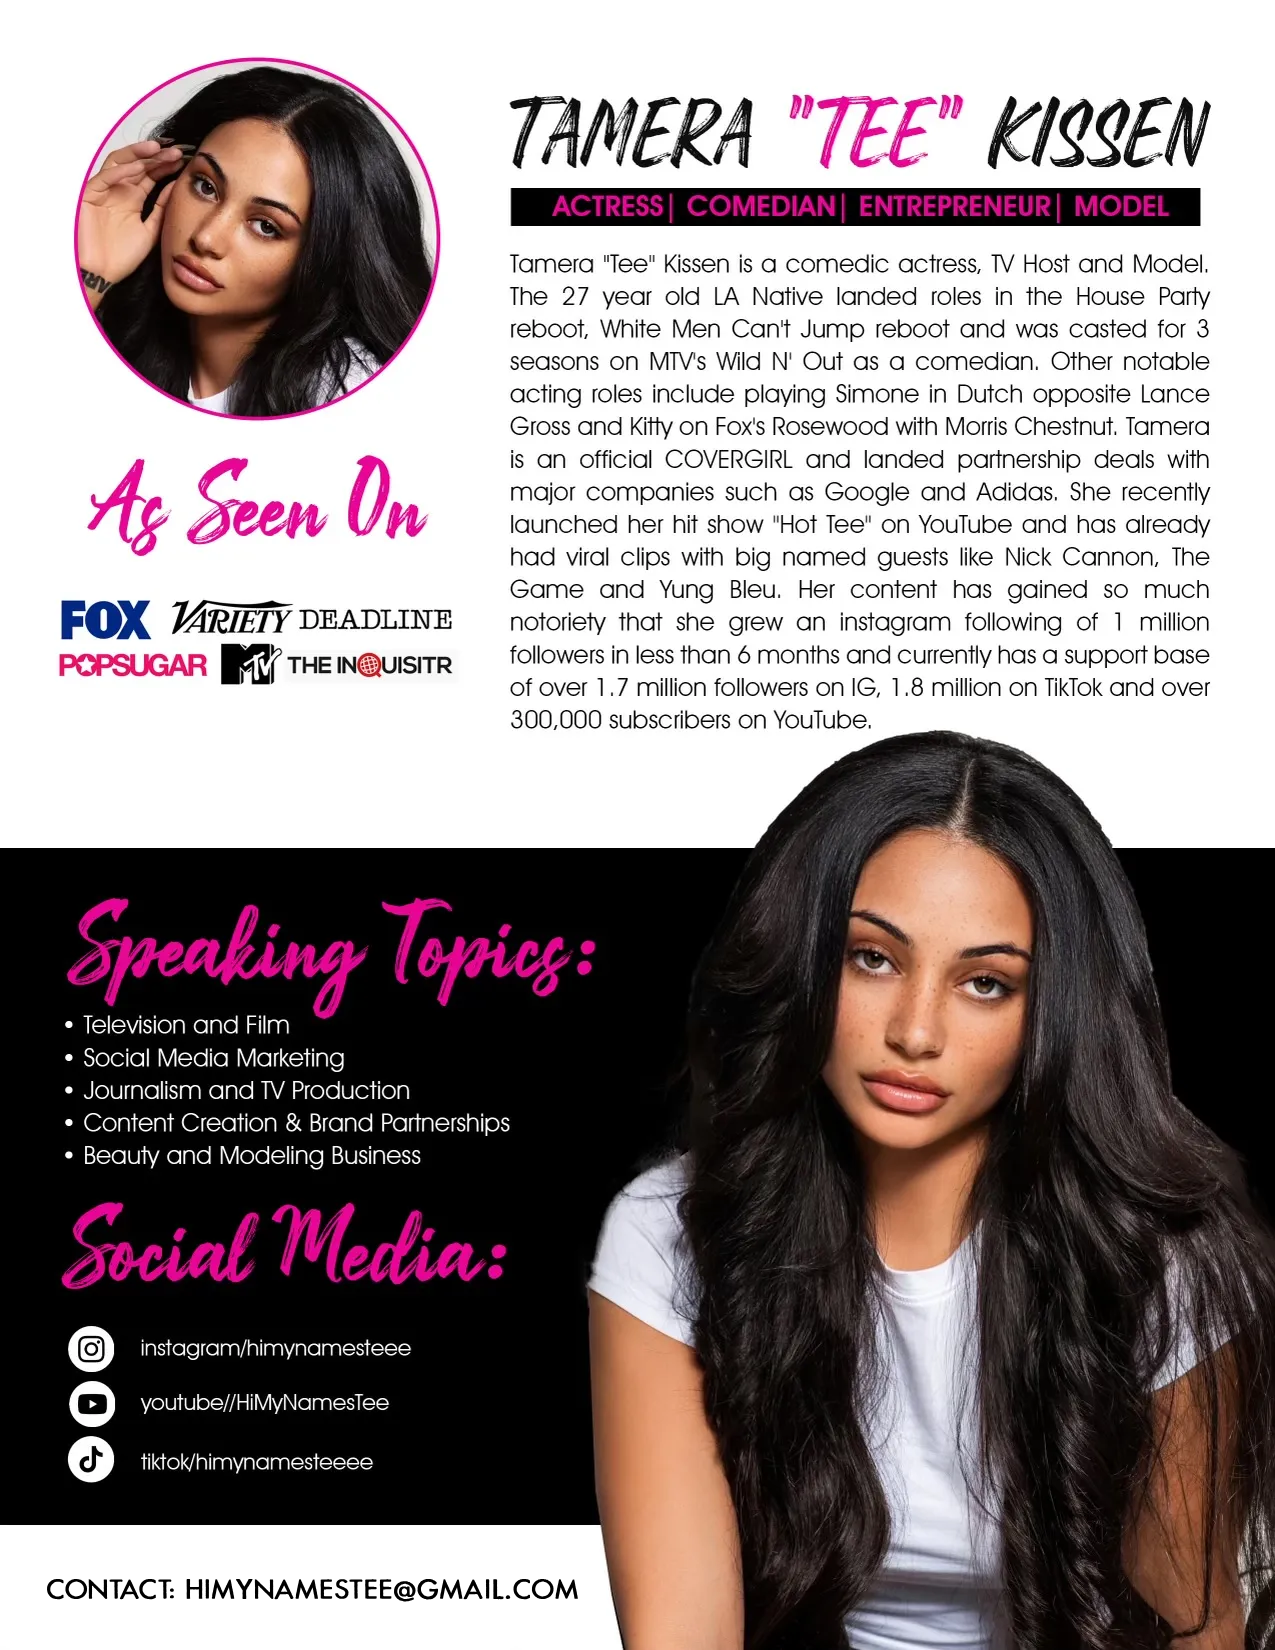 TAMERA "TEE" KISSEN
ACTRESS| COMEDIAN| ENTREPRENEUR| MODEL
Tamera "Tee" Kissen is a comedic actress, TV Host and Model.
The 27 year old LA Native landed roles in the House Party
reboot, White Men Can't Jump reboot and was casted for 3
seasons on MTV's Wild N' Out as a comedian. Other notable
acting roles include playing Simone in Dutch opposite Lance
Gross and Kitty on Fox's Rosewood with Morris Chestnut. Tamera
is an official COVERGIRL and landed partnership deals with
major companies such as Google and Adidas. She recently
launched her hit show "Hot Tee" on YouTube and has already
had viral clips with big named guests like Nick Cannon, The
Game and Yung Bleu. Her content has gained so much
notoriety that she grew an instagram following of 1 million
followers in less than 6 months and currently has a support base
of over 1.7 million followers on IG, 1.8 million on TikTok and over
300,000 subscribers on YouTube.
As Seen On
FOX VARIETY DEADLINE
POPSUGAR MTV THE INQUISITR
Speaking Topics:
• Television and Film
• Social Media Marketing
• Journalism and TV Production
• Content Creation & Brand Partnerships
• Beauty and Modeling Business
Social Media:
instagram/himynamesteee
youtube//HiMyNamesTee
tiktok/himynamesteeee
CONTACT: HIMYNAMESTEE@GMAIL.COM